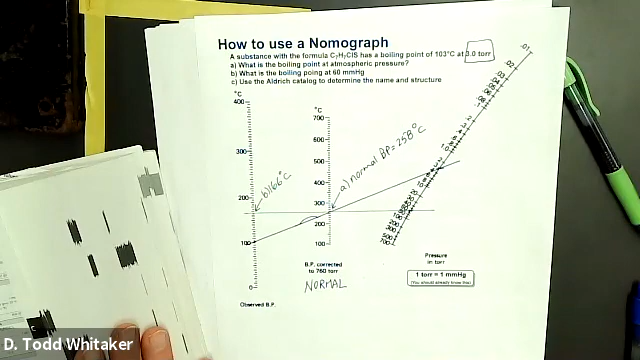 How to use a Nomograph
A substance with the formula C7H7ClS has a boiling point of 103°C at 3.0 torr
a) What is the boiling point at atmospheric pressure?
b) What is the boiling poing at 60 mmHg
c) Use the Aldrich catalog to determine the name and structure
°C
400
300
200
100
0
Observed B.P.
°C
700
600
500
400
300
200
100
B.P. corrected
to 760 torr
NORMAL
b) 166°C
a) normal BP = 258°C
.01
.02
Pressure
in torr
1 torr = 1 mmHg
(You should already know this)
D. Todd Whitaker